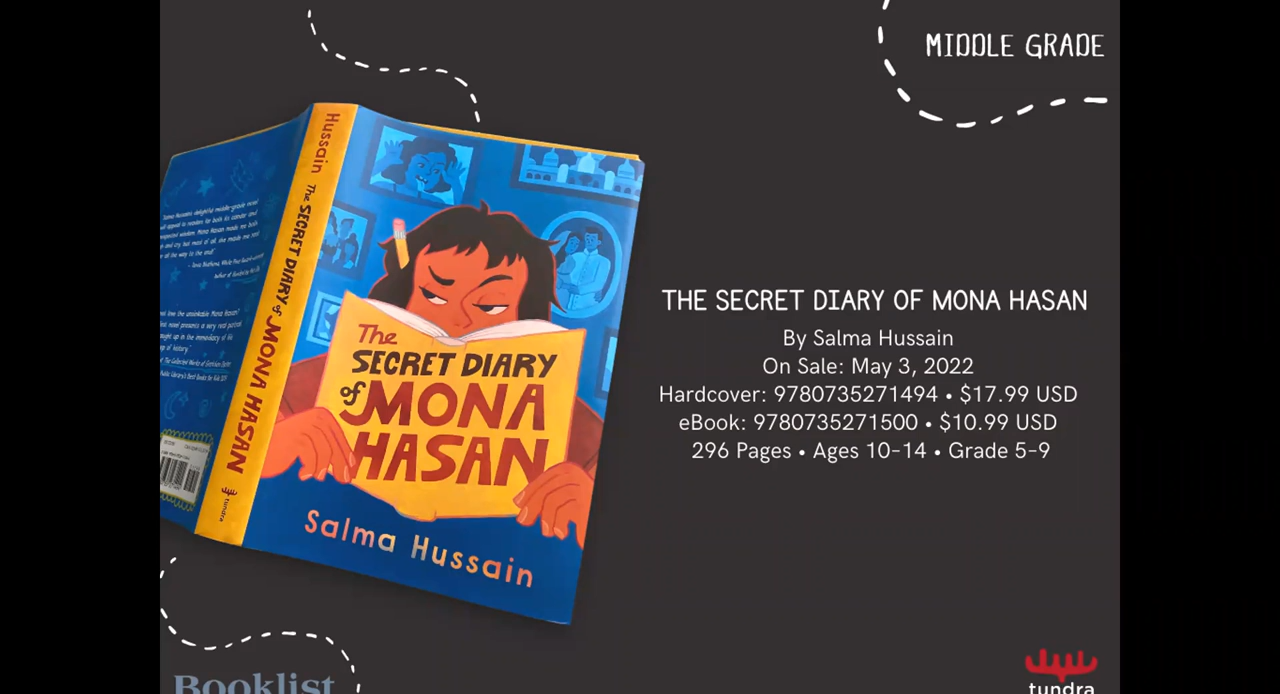 MIDDLE GRADE
Hussain The SECRET DIARY of MONA HASAN tundra
The
SECRET DIARY
of MONA
HASAN
Salma Hussain
THE SECRET DIARY OF MONA HASAN
By Salma Hussain
On Sale: May 3, 2022
Hardcover: 9780735271494 • $17.99 USD
eBook: 9780735271500 • $10.99 USD
296 Pages • Ages 10–14 • Grade 5–9
Booklist
tundra